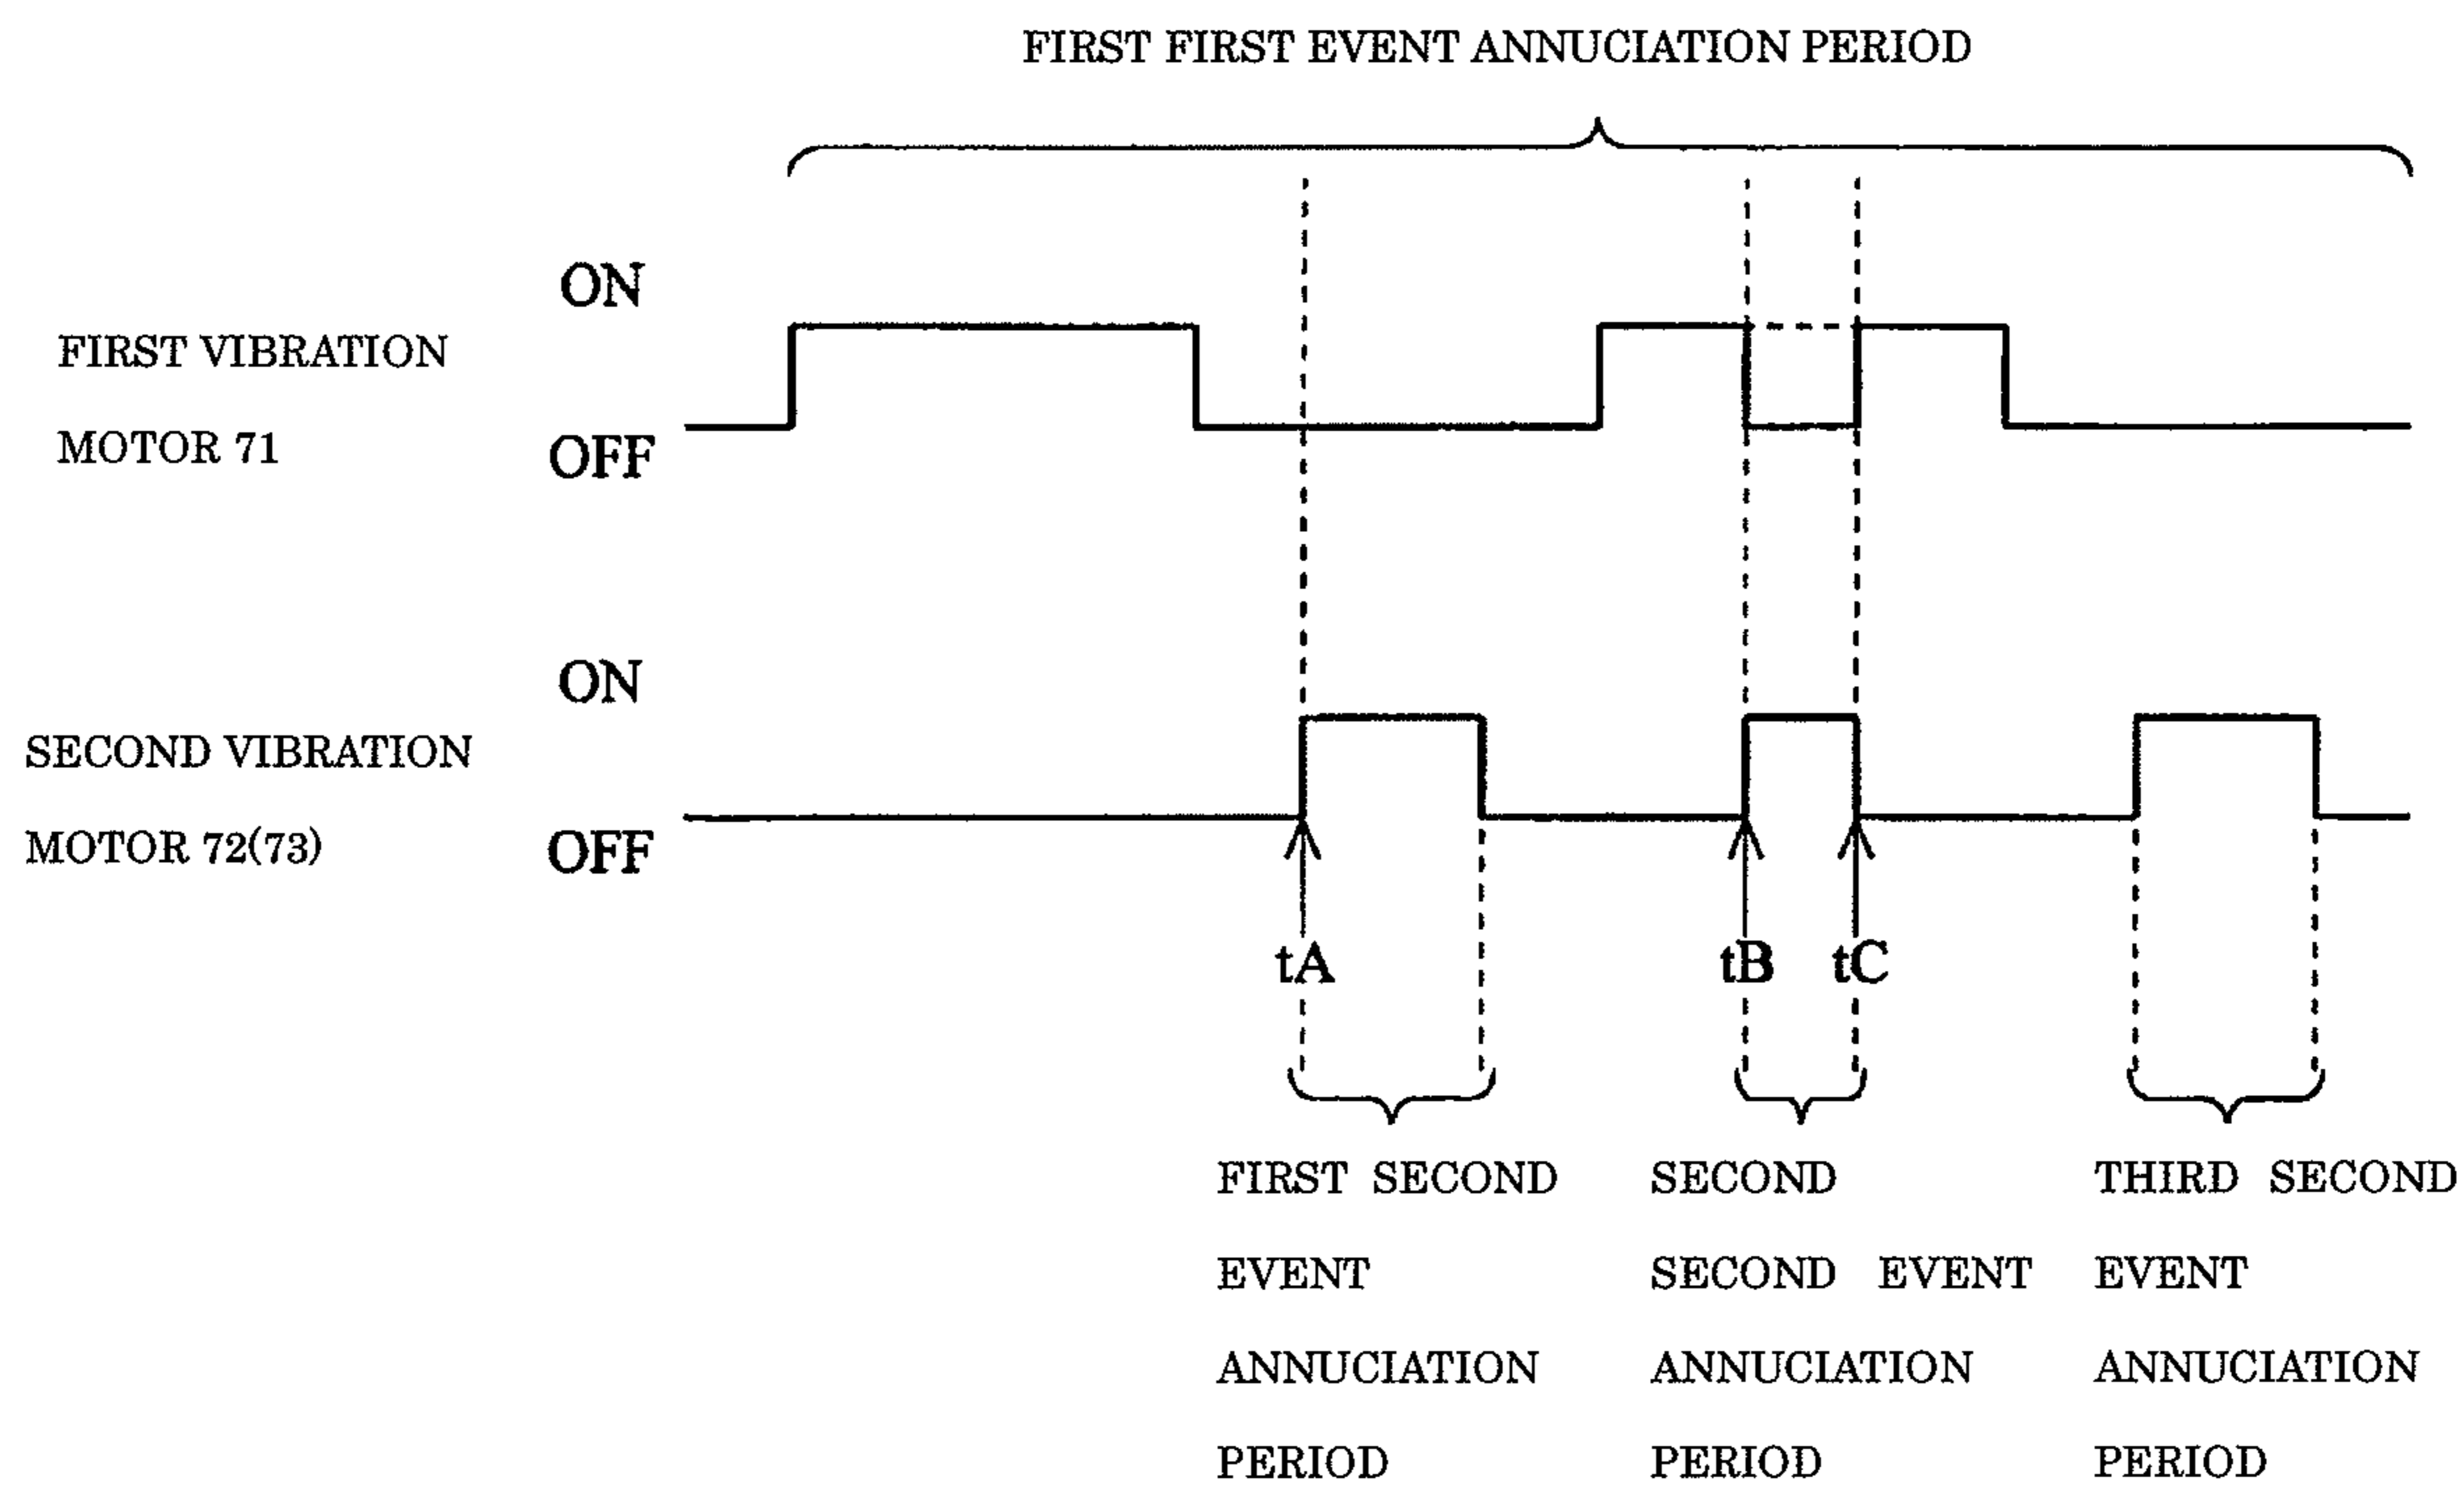 FIRST FIRST EVENT ANNUCIATION PERIOD
ON
FIRST VIBRATION
MOTOR 71
OFF
ON
SECOND VIBRATION
MOTOR 72(73)
OFF
tA
tB
tC
FIRST SECOND
EVENT
ANNUCIATION
PERIOD
SECOND
SECOND EVENT
ANNUCIATION
PERIOD
THIRD SECOND
EVENT
ANNUCIATION
PERIOD